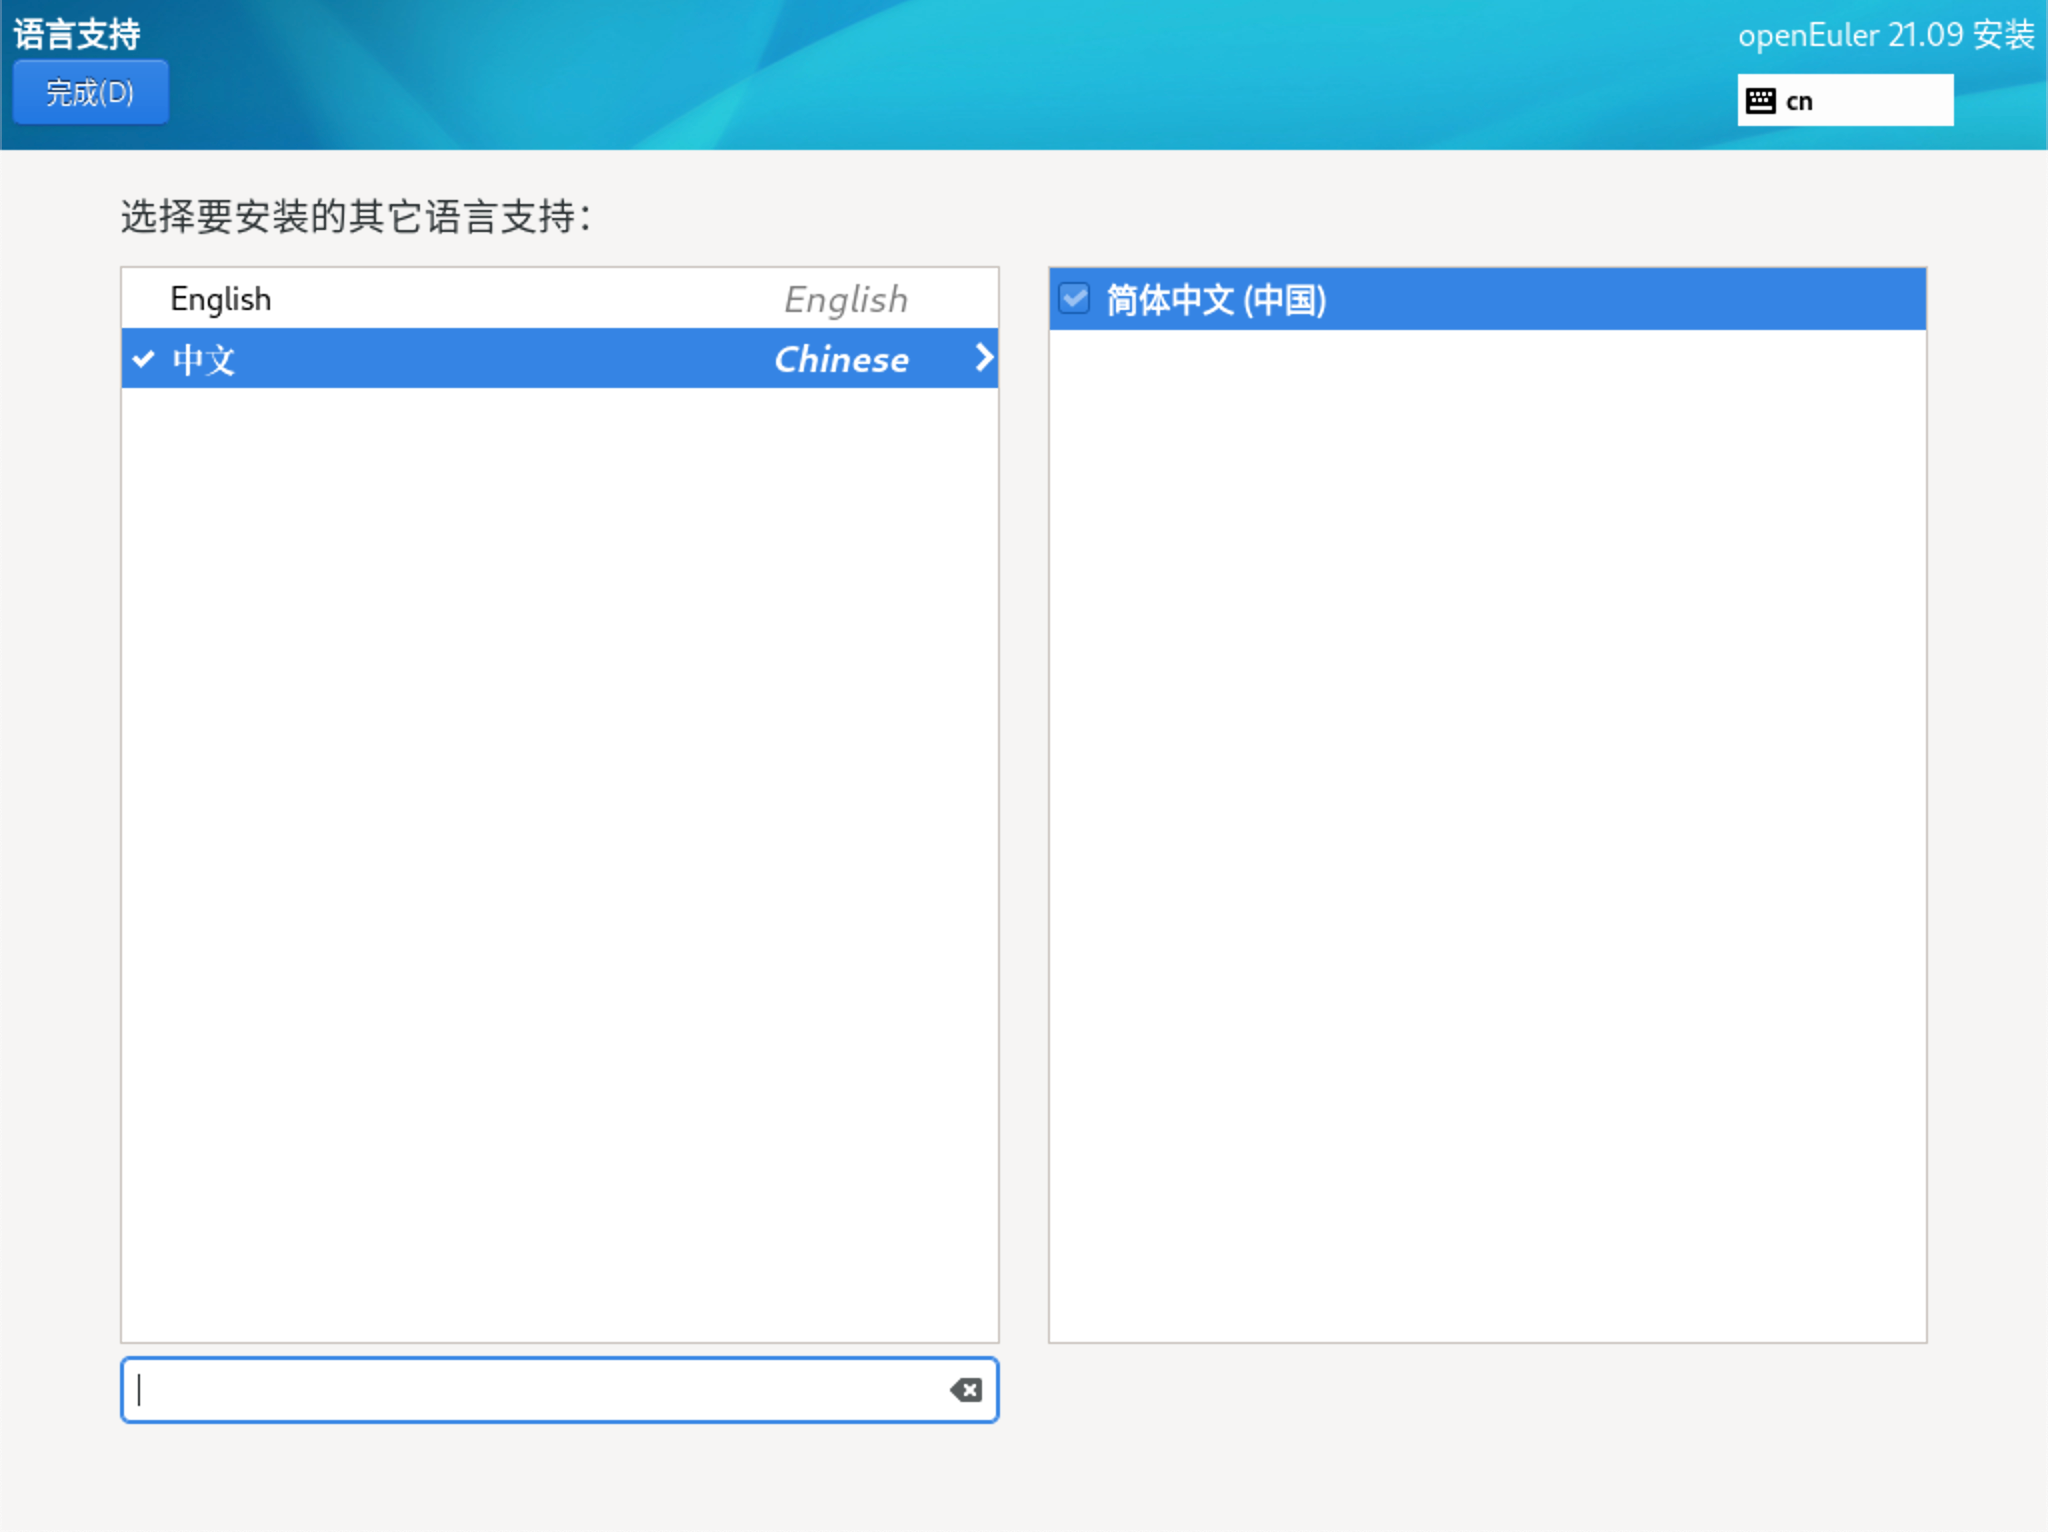 语言支持
完成(D)
openEuler 21.09 安装
cn
选择要安装的其它语言支持：
English English
中文 Chinese
简体中文 (中国)